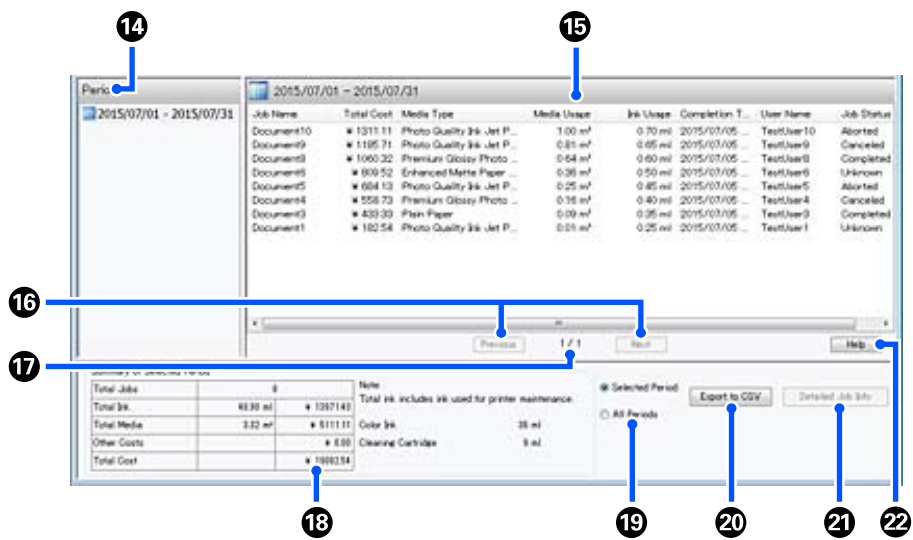 14 15
Period
2015/07/01 - 2015/07/31
2015/07/01 - 2015/07/31
Job Name Total Cost Media Type Media Usage Ink Usage Completion T... User Name Job Status
Document10 ¥ 1311.11 Photo Quality Ink Jet P... 1.00 m² 0.70 ml 2015/07/05 ... TestUser10 Aborted
Document9 ¥ 1185.71 Photo Quality Ink Jet P... 0.81 m² 0.65 ml 2015/07/05 ... TestUser9 Canceled
Document8 ¥ 1060.32 Premium Glossy Photo ... 0.64 m² 0.60 ml 2015/07/05 ... TestUser8 Completed
Document6 ¥ 809.52 Enhanced Matte Paper ... 0.36 m² 0.50 ml 2015/07/05 ... TestUser6 Unknown
Document5 ¥ 684.13 Photo Quality Ink Jet P... 0.25 m² 0.45 ml 2015/07/05 ... TestUser5 Aborted
Document4 ¥ 558.73 Premium Glossy Photo ... 0.16 m² 0.40 ml 2015/07/05 ... TestUser4 Canceled
Document3 ¥ 433.33 Plain Paper 0.09 m² 0.35 ml 2015/07/05 ... TestUser3 Completed
Document1 ¥ 182.54 Photo Quality Ink Jet P... 0.01 m² 0.25 ml 2015/07/05 ... TestUser1 Unknown
16
Previous 1 / 1 Next Help
17
Summary of Selected Period
Total Jobs 8
Total Ink ml ¥
Total Media 3.32 m² ¥ 5111.11
Other Costs ¥ 0.00
Total Cost ¥
Note
Total ink includes ink used for printer maintenance.
Color Ink ml
Cleaning Cartridge ml
Selected Period
All Periods
Export to CSV Detailed Job Info
18 19 20 21 22